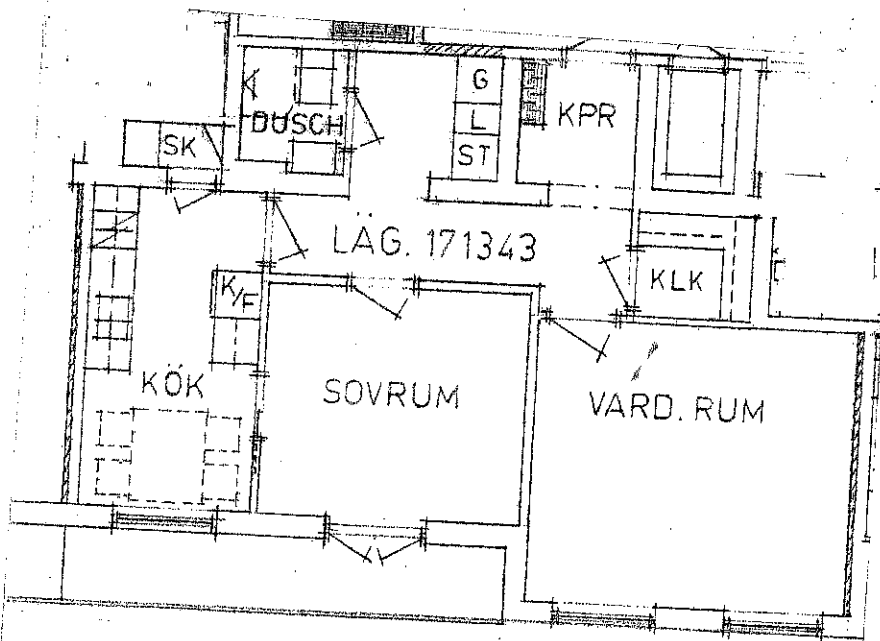 G
L
ST
KPR
DUSCH
SK
LÄG. 171343
KLK
K/F
KÖK
SOVRUM
VARD. RUM